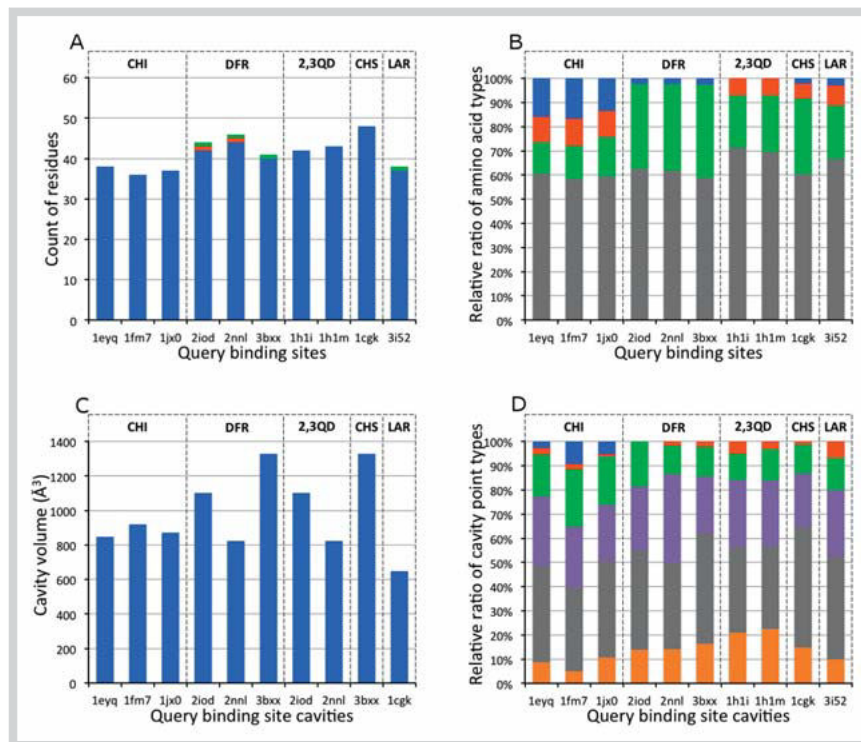 A
CHI DFR 2,3QD CHS LAR
60
50
40
30
20
10
0
Count of residues
1eyq 1fm7 1jx0 2iod 2nnl 3bxx 1h1i 1h1m 1cgk 3i52
Query binding sites
B
CHI DFR 2,3QD CHS LAR
100%
90%
80%
70%
60%
50%
40%
30%
20%
10%
0%
Relative ratio of amino acid types
1eyq 1fm7 1jx0 2iod 2nnl 3bxx 1h1i 1h1m 1cgk 3i52
Query binding sites
C
CHI DFR 2,3QD CHS LAR
1400
1200
1000
800
600
400
200
0
Cavity volume (Å³)
1eyq 1fm7 1jx0 2iod 2nnl 3bxx 2iod 2nnl 3bxx 1cgk
Query binding site cavities
D
CHI DFR 2,3QD CHS LAR
100%
90%
80%
70%
60%
50%
40%
30%
20%
10%
0%
Relative ratio of cavity point types
1eyq 1fm7 1jx0 2iod 2nnl 3bxx 1h1i 1h1m 1cgk 3i52
Query binding site cavities